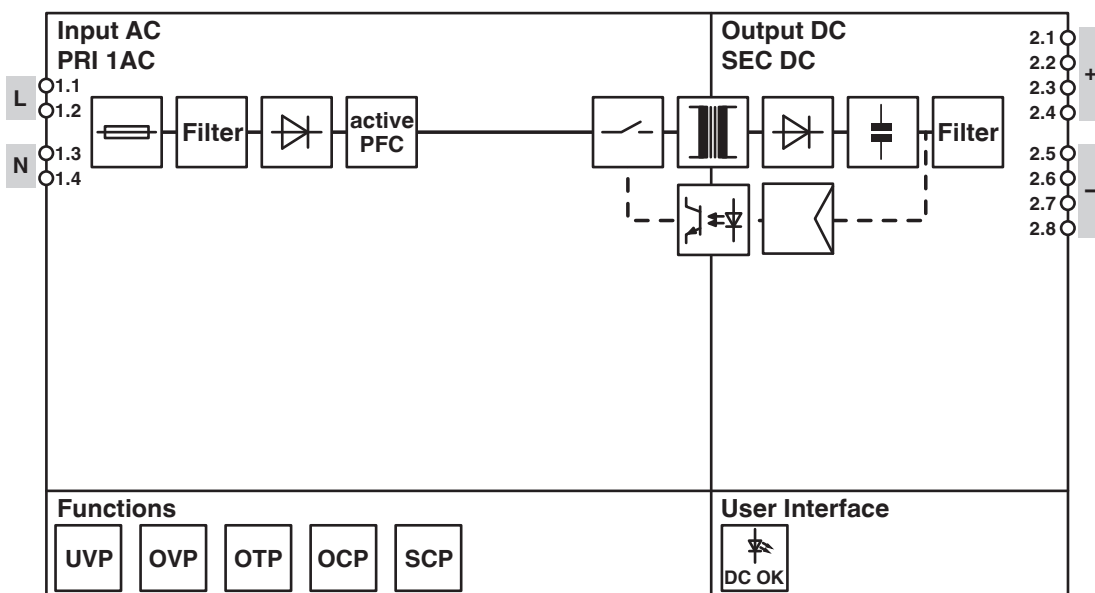 Input AC
PRI 1AC
Output DC
SEC DC
L
1.1
1.2
N
1.3
1.4
Filter
active
PFC
Filter
2.1
2.2
2.3
2.4
+
2.5
2.6
2.7
2.8
–
Functions
UVP
OVP
OTP
OCP
SCP
User Interface
DC OK